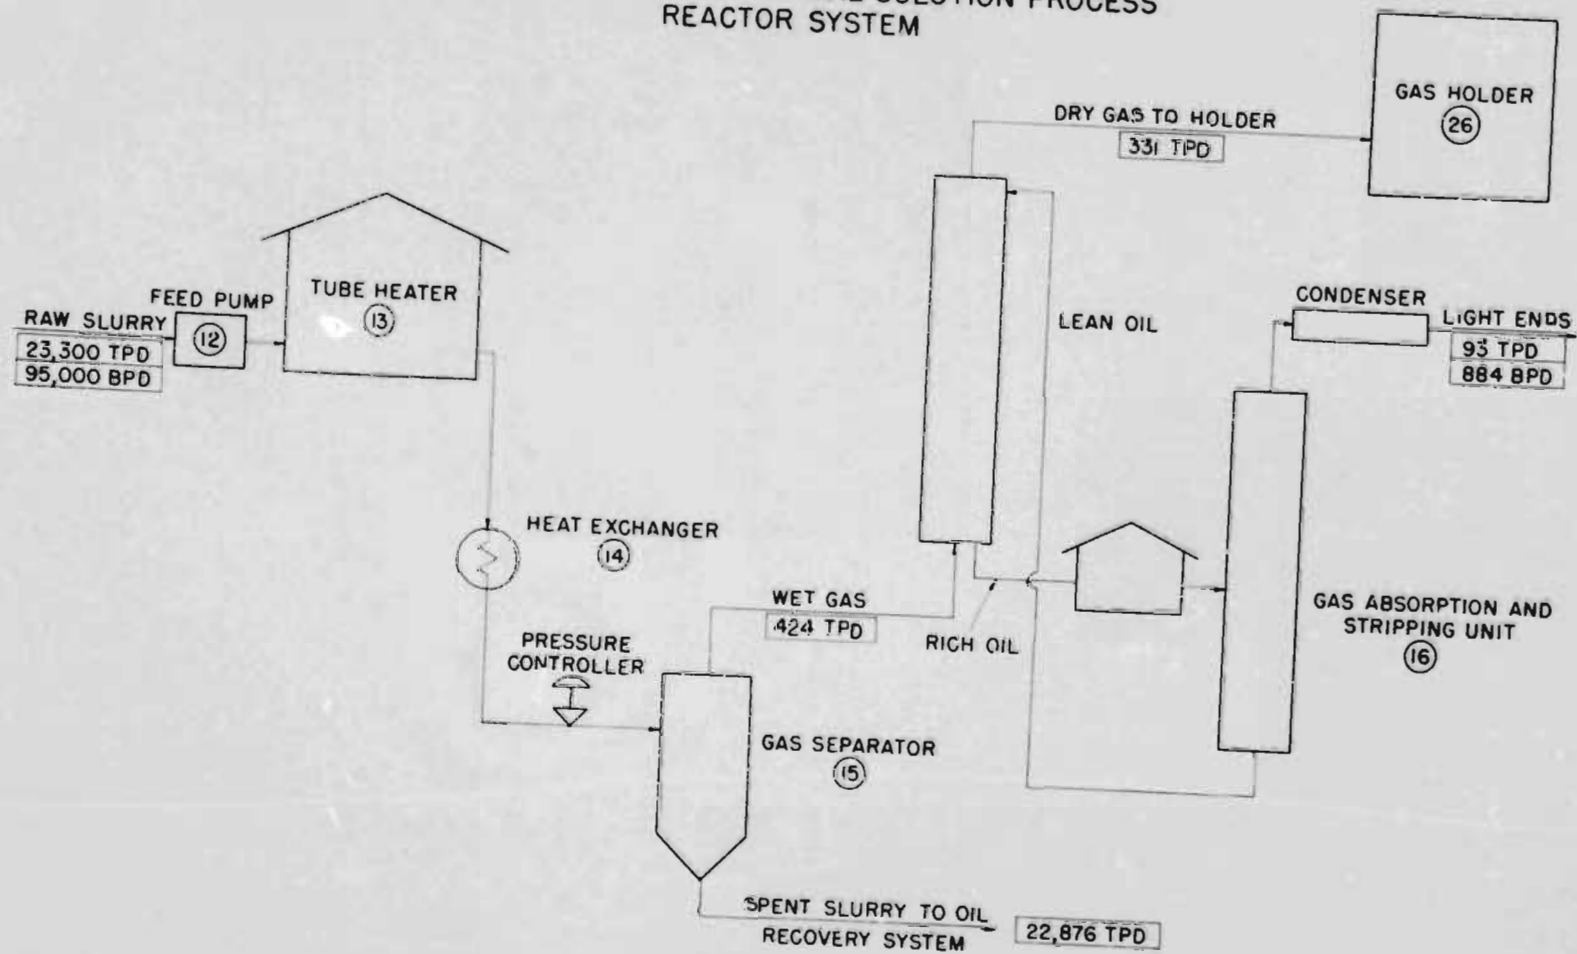 SOLUTION PROCESS
REACTOR SYSTEM
GAS HOLDER
26
DRY GAS TO HOLDER
331 TPD
TUBE HEATER
13
FEED PUMP
12
RAW SLURRY
23,300 TPD
95,000 BPD
LEAN OIL
CONDENSER
LIGHT ENDS
93 TPD
884 BPD
HEAT EXCHANGER
14
WET GAS
424 TPD
RICH OIL
GAS ABSORPTION AND
STRIPPING UNIT
16
PRESSURE
CONTROLLER
GAS SEPARATOR
15
SPENT SLURRY TO OIL
RECOVERY SYSTEM
22,876 TPD